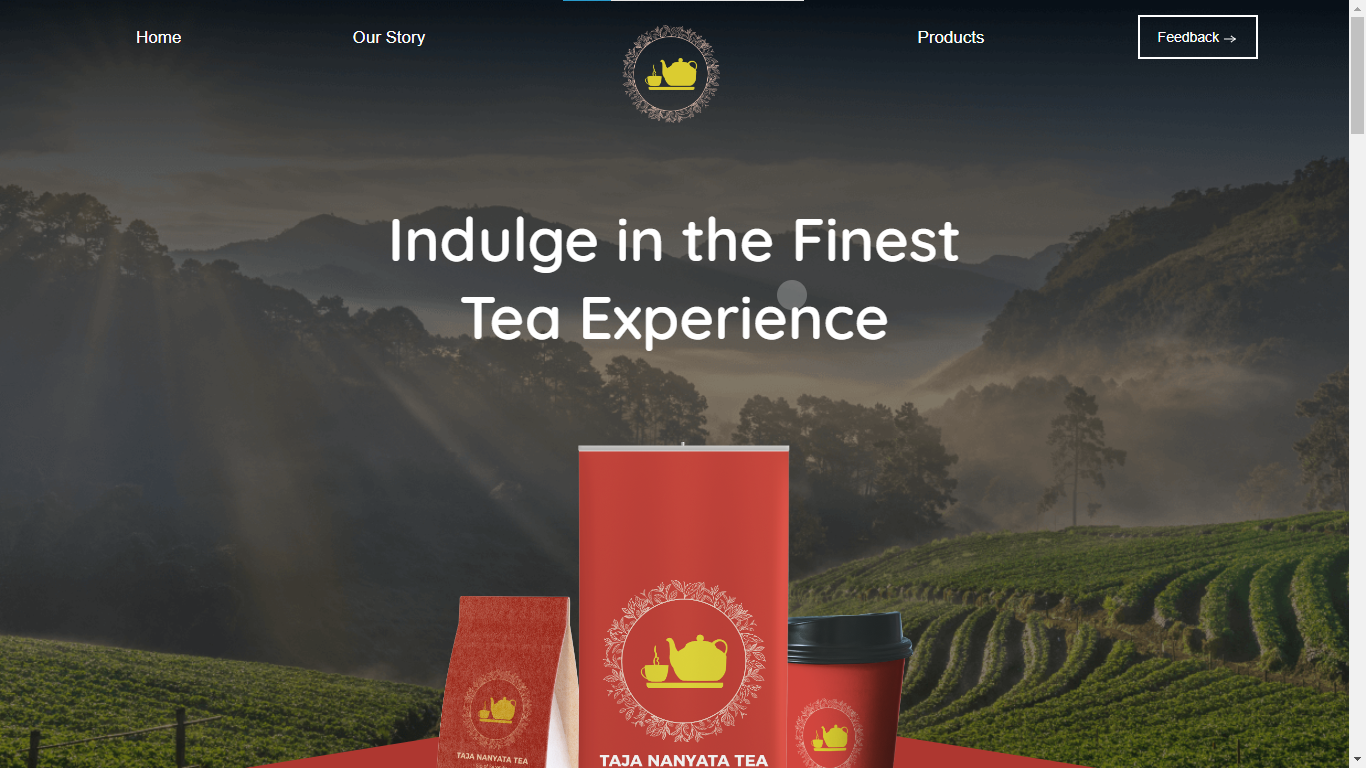 Home
Our Story
Products
Feedback →
Indulge in the Finest
Tea Experience
TAJA NANYATA TEA
TAJA NANYATA TEA